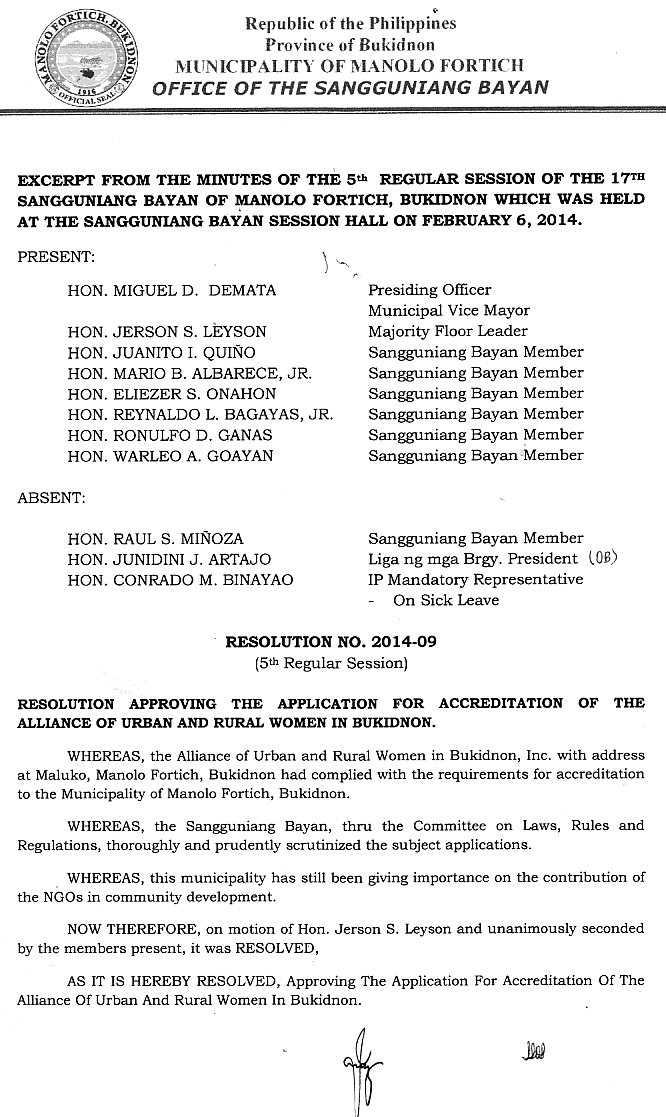 MANOLO FORTICH, BUKIDNON
1916
OFFICIAL SEAL
Republic of the Philippines
Province of Bukidnon
MUNICIPALITY OF MANOLO FORTICH
OFFICE OF THE SANGGUNIANG BAYAN
EXCERPT FROM THE MINUTES OF THE 5th REGULAR SESSION OF THE 17TH
SANGGUNIANG BAYAN OF MANOLO FORTICH, BUKIDNON WHICH WAS HELD
AT THE SANGGUNIANG BAYAN SESSION HALL ON FEBRUARY 6, 2014.
PRESENT:
HON. MIGUEL D. DEMATA Presiding Officer
Municipal Vice Mayor
HON. JERSON S. LEYSON Majority Floor Leader
HON. JUANITO I. QUIÑO Sangguniang Bayan Member
HON. MARIO B. ALBARECE, JR. Sangguniang Bayan Member
HON. ELIEZER S. ONAHON Sangguniang Bayan Member
HON. REYNALDO L. BAGAYAS, JR. Sangguniang Bayan Member
HON. RONULFO D. GANAS Sangguniang Bayan Member
HON. WARLEO A. GOAYAN Sangguniang Bayan Member
ABSENT:
HON. RAUL S. MIÑOZA Sangguniang Bayan Member
HON. JUNIDINI J. ARTAJO Liga ng mga Brgy. President (OB)
HON. CONRADO M. BINAYAO IP Mandatory Representative
- On Sick Leave
RESOLUTION NO. 2014-09
(5th Regular Session)
RESOLUTION APPROVING THE APPLICATION FOR ACCREDITATION OF THE
ALLIANCE OF URBAN AND RURAL WOMEN IN BUKIDNON.
WHEREAS, the Alliance of Urban and Rural Women in Bukidnon, Inc. with address
at Maluko, Manolo Fortich, Bukidnon had complied with the requirements for accreditation
to the Municipality of Manolo Fortich, Bukidnon.
WHEREAS, the Sangguniang Bayan, thru the Committee on Laws, Rules and
Regulations, thoroughly and prudently scrutinized the subject applications.
WHEREAS, this municipality has still been giving importance on the contribution of
the NGOs in community development.
NOW THEREFORE, on motion of Hon. Jerson S. Leyson and unanimously seconded
by the members present, it was RESOLVED,
AS IT IS HEREBY RESOLVED, Approving The Application For Accreditation Of The
Alliance Of Urban And Rural Women In Bukidnon.